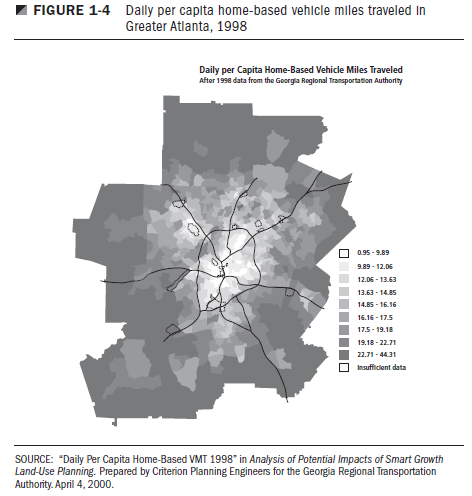 FIGURE 1-4 Daily per capita home-based vehicle miles traveled in
Greater Atlanta, 1998
Daily per Capita Home-Based Vehicle Miles Traveled
After 1998 data from the Georgia Regional Transportation Authority
0.95 - 9.89
9.89 - 12.06
12.06 - 13.63
13.63 - 14.85
14.85 - 16.16
16.16 - 17.5
17.5 - 19.18
19.18 - 22.71
22.71 - 44.31
Insufficient data
SOURCE: “Daily Per Capita Home-Based VMT 1998” in Analysis of Potential Impacts of Smart Growth
Land-Use Planning. Prepared by Criterion Planning Engineers for the Georgia Regional Transportation
Authority. April 4, 2000.